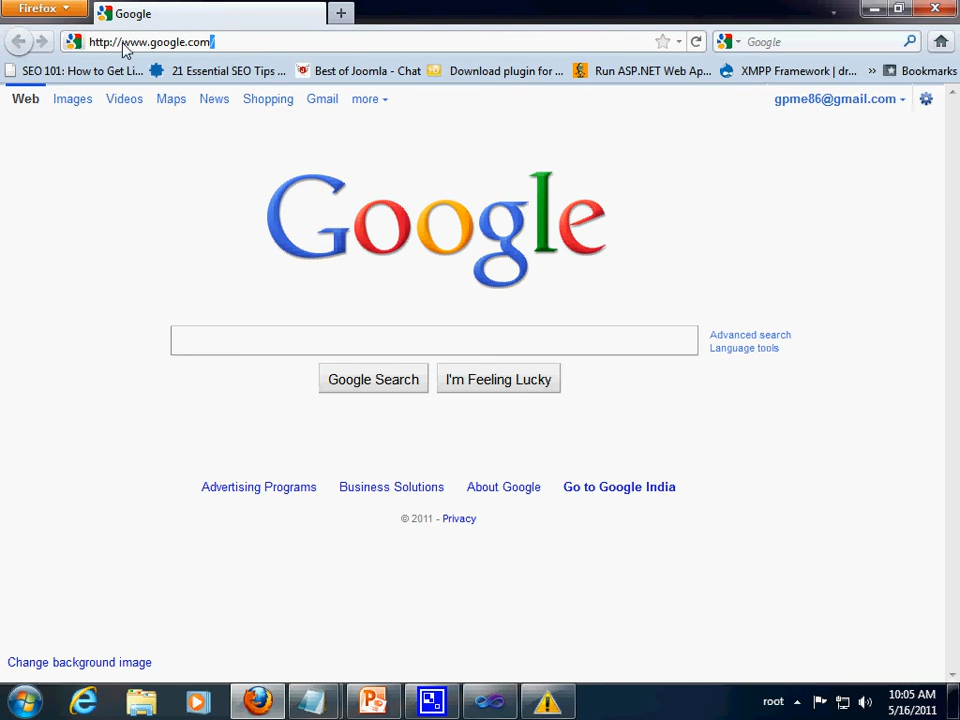 Firefox
Google
http://www.google.com/
Google
SEO 101: How to Get Li...
21 Essential SEO Tips ...
Best of Joomla - Chat
Download plugin for ...
Run ASP.NET Web Ap...
XMPP Framework | dr...
»
Bookmarks
Web Images Videos Maps News Shopping Gmail more
gpme86@gmail.com
Google
Advanced search
Language tools
Google Search
I'm Feeling Lucky
Advertising Programs Business Solutions About Google Go to Google India
© 2011 - Privacy
Change background image
root
10:05 AM
5/16/2011